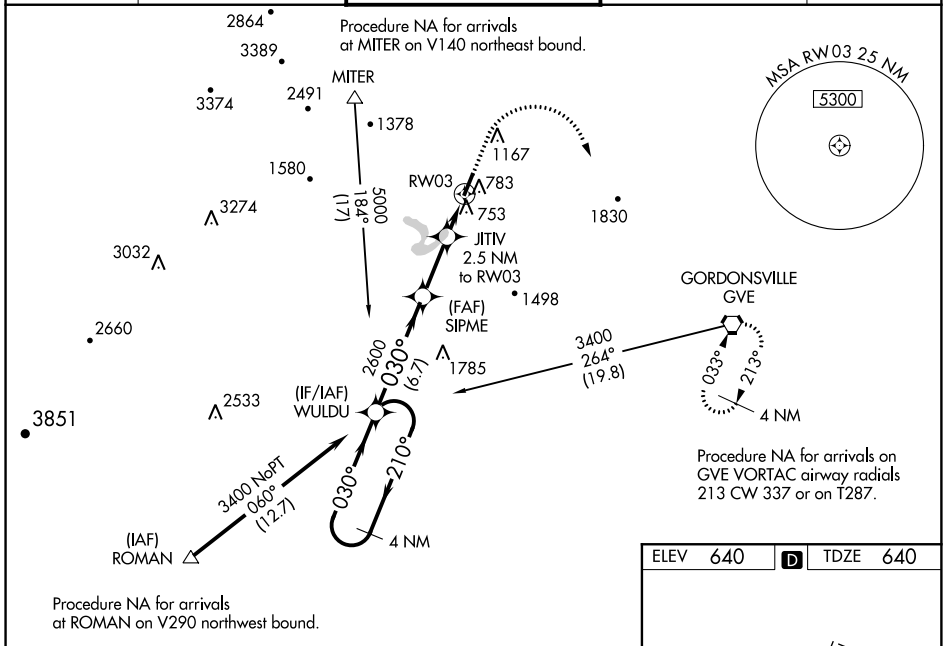 2864
Procedure NA for arrivals
at MITER on V140 northeast bound.
3389
MITER
MSA RW03 25 NM
5300
3374
2491
1378
1167
1580
5000
184°
(17)
RW03
783
753
1830
3274
JITIV
2.5 NM
to RW03
3032
GORDONSVILLE
GVE
1498
(FAF)
SIPME
2660
2600
030°
(6.7)
1785
3400
264°
(19.8)
033°
213°
4 NM
(IF/IAF)
WULDU
2533
3851
030°
210°
4 NM
Procedure NA for arrivals on
GVE VORTAC airway radials
213 CW 337 or on T287.
3400 NoPT
060°
(12.7)
(IAF)
ROMAN
ELEV 640 D TDZE 640
Procedure NA for arrivals
at ROMAN on V290 northwest bound.